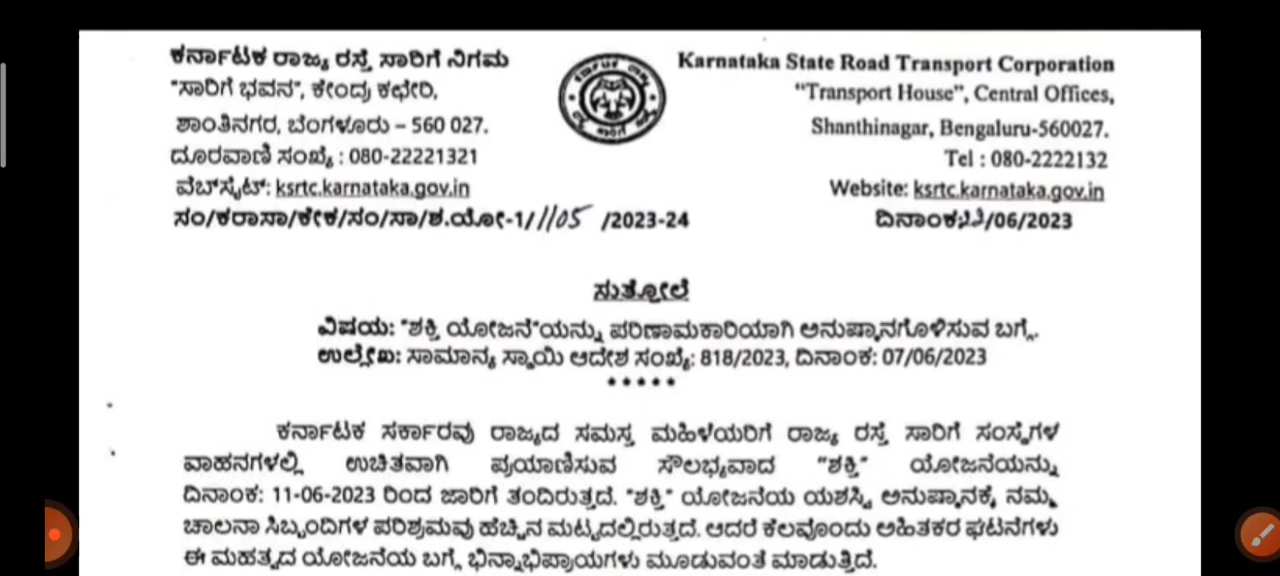 ಕರ್ನಾಟಕ ರಾಜ್ಯ ರಸ್ತೆ ಸಾರಿಗೆ ನಿಗಮ
"ಸಾರಿಗೆ ಭವನ", ಕೇಂದ್ರ ಕಛೇರಿ,
ಶಾಂತಿನಗರ, ಬೆಂಗಳೂರು – 560 027.
ದೂರವಾಣಿ ಸಂಖ್ಯೆ : 080-22221321
ವೆಬ್‌ಸೈಟ್: ksrtc.karnataka.gov.in
Karnataka State Road Transport Corporation
"Transport House", Central Offices,
Shanthinagar, Bengaluru-560027.
Tel : 080-2222132
Website: ksrtc.karnataka.gov.in
ಸಂ/ಕರಾಸಾ/ಕೇಕ/ಸಂ/ಸಾ/ಶ.ಯೋ-1/1105 /2023-24
ದಿನಾಂಕ /06/2023
ಸುತ್ತೋಲೆ
ವಿಷಯ: "ಶಕ್ತಿ ಯೋಜನೆ"ಯನ್ನು ಪರಿಣಾಮಕಾರಿಯಾಗಿ ಅನುಷ್ಠಾನಗೊಳಿಸುವ ಬಗ್ಗೆ.
ಉಲ್ಲೇಖ: ಸಾಮಾನ್ಯ ಸ್ಥಾಯಿ ಆದೇಶ ಸಂಖ್ಯೆ: 818/2023, ದಿನಾಂಕ: 07/06/2023
*****
ಕರ್ನಾಟಕ ಸರ್ಕಾರವು ರಾಜ್ಯದ ಸಮಸ್ತ ಮಹಿಳೆಯರಿಗೆ ರಾಜ್ಯ ರಸ್ತೆ ಸಾರಿಗೆ ಸಂಸ್ಥೆಗಳ
ವಾಹನಗಳಲ್ಲಿ ಉಚಿತವಾಗಿ ಪ್ರಯಾಣಿಸುವ ಸೌಲಭ್ಯವಾದ "ಶಕ್ತಿ" ಯೋಜನೆಯನ್ನು
ದಿನಾಂಕ: 11-06-2023 ರಿಂದ ಜಾರಿಗೆ ತಂದಿರುತ್ತದೆ. "ಶಕ್ತಿ" ಯೋಜನೆಯ ಯಶಸ್ವಿ ಅನುಷ್ಠಾನಕ್ಕೆ ನಮ್ಮ
ಚಾಲನಾ ಸಿಬ್ಬಂದಿಗಳ ಪರಿಶ್ರಮವು ಹೆಚ್ಚಿನ ಮಟ್ಟದಲ್ಲಿರುತ್ತದೆ. ಆದರೆ ಕೆಲವೊಂದು ಅಹಿತಕರ ಘಟನೆಗಳು
ಈ ಮಹತ್ವದ ಯೋಜನೆಯ ಬಗ್ಗೆ ಭಿನ್ನಾಭಿಪ್ರಾಯಗಳು ಮೂಡುವಂತೆ ಮಾಡುತ್ತಿದೆ.